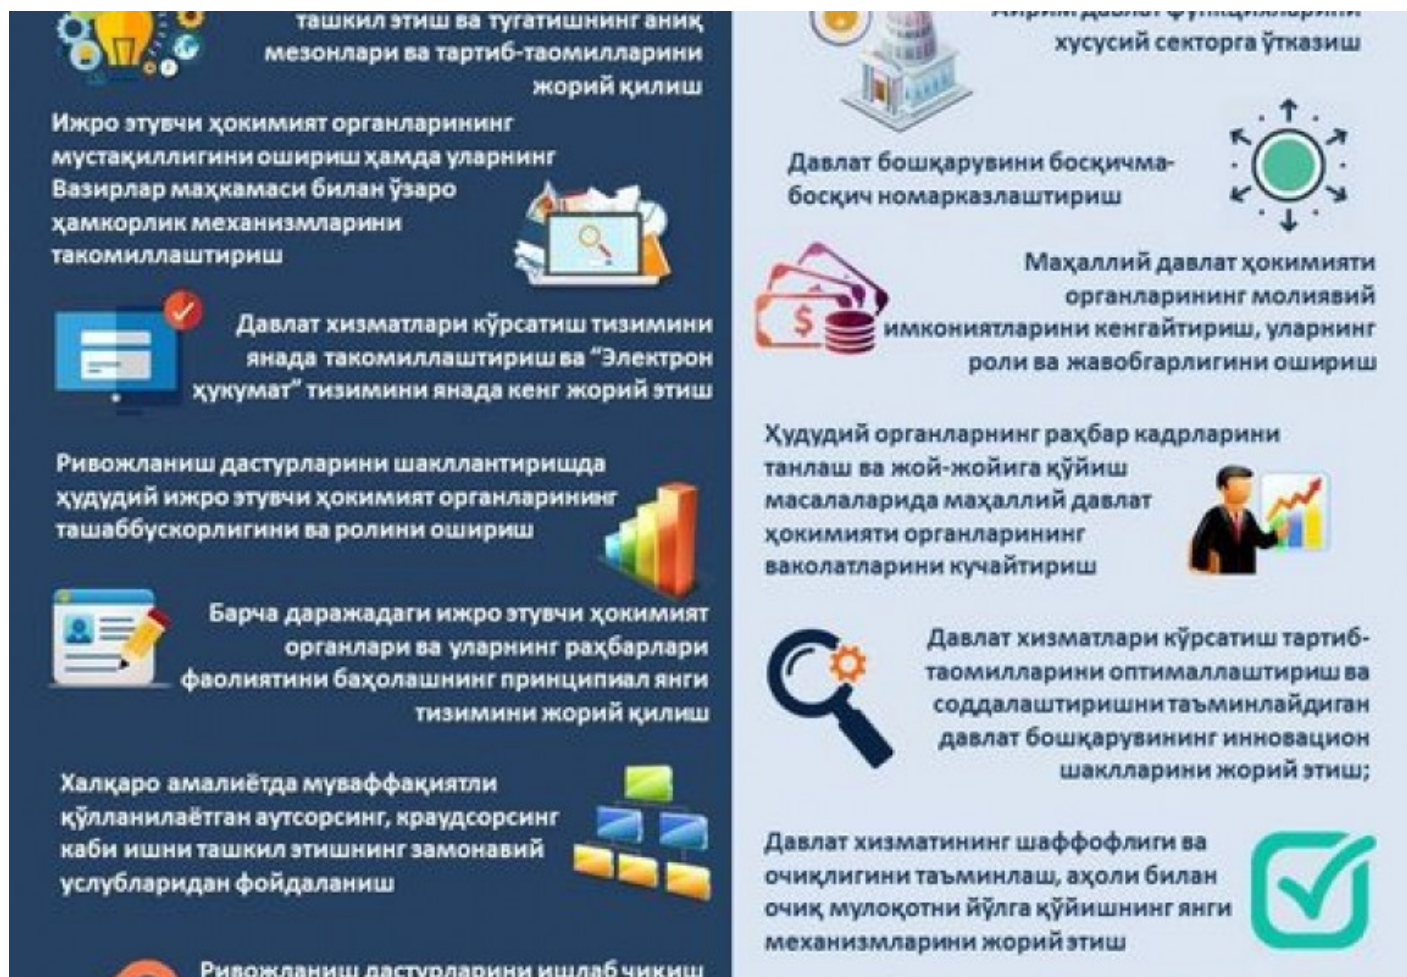 ташкил этиш ва тугатишнинг аниқ
мезонлари ва тартиб-таомилларини
жорий қилиш
Ижро этувчи ҳокимият органларининг
мустақиллигини ошириш ҳамда уларнинг
Вазирлар маҳкамаси билан ўзаро
ҳамкорлик механизмларини
такомиллаштириш
Давлат хизматлари кўрсатиш тизимини
янада такомиллаштириш ва “Электрон
ҳукумат” тизимини янада кенг жорий этиш
Ривожланиш дастурларини шакллантиришда
ҳудудий ижро этувчи ҳокимият органларининг
ташаббускорлигини ва ролини ошириш
Барча даражадаги ижро этувчи ҳокимият
органлари ва уларнинг раҳбарлари
фаолиятини баҳолашнинг принципиал янги
тизимини жорий қилиш
Халқаро амалиётда муваффақиятли
қўлланилаётган аутсорсинг, краудсорсинг
каби ишни ташкил этишнинг замонавий
услубларидан фойдаланиш
Ривожланиш дастурларини ишлаб чиқиш
Айрим давлат функцияларини
хусусий секторга ўтказиш
Давлат бошқарувини босқичма-
босқич номарказлаштириш
Маҳаллий давлат ҳокимияти
органларининг молиявий
имкониятларини кенгайтириш, уларнинг
роли ва жавобгарлигини ошириш
Ҳудудий органларнинг раҳбар кадрларини
танлаш ва жой-жойига қўйиш
масалаларида маҳаллий давлат
ҳокимияти органларининг
ваколатларини кучайтириш
Давлат хизматлари кўрсатиш тартиб-
таомилларини оптималлаштириш ва
соддалаштиришни таъминлайдиган
давлат бошқарувининг инновацион
шаклларини жорий этиш;
Давлат хизматининг шаффофлиги ва
очиқлигини таъминлаш, аҳоли билан
очиқ мулоқотни йўлга қўйишнинг янги
механизмларини жорий этиш